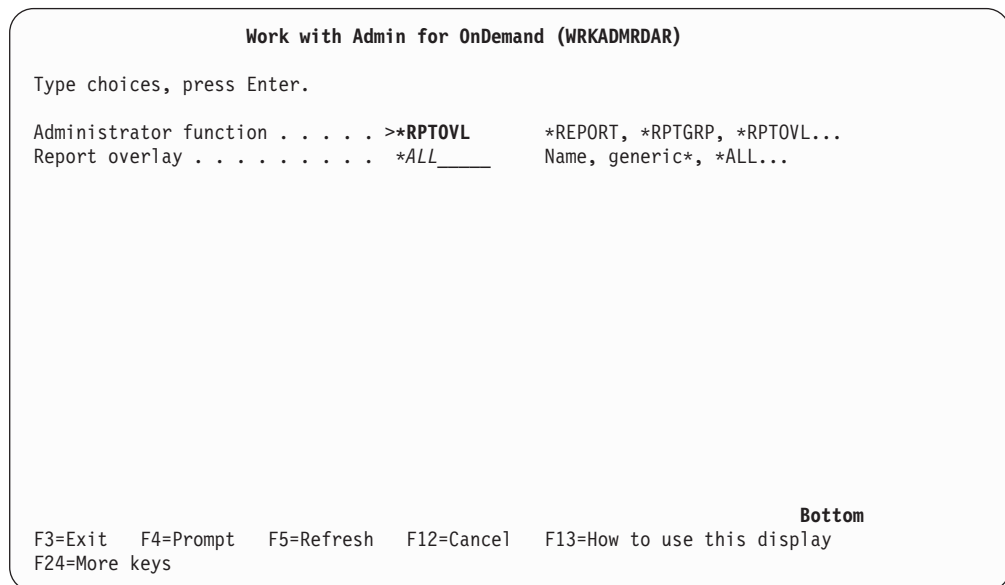 Work with Admin for OnDemand (WRKADMRDAR)
Type choices, press Enter.
Administrator function . . . . . >*RPTOVL *REPORT, *RPTGRP, *RPTOVL...
Report overlay . . . . . . . . . *ALL_____ Name, generic*, *ALL...
Bottom
F3=Exit F4=Prompt F5=Refresh F12=Cancel F13=How to use this display
F24=More keys